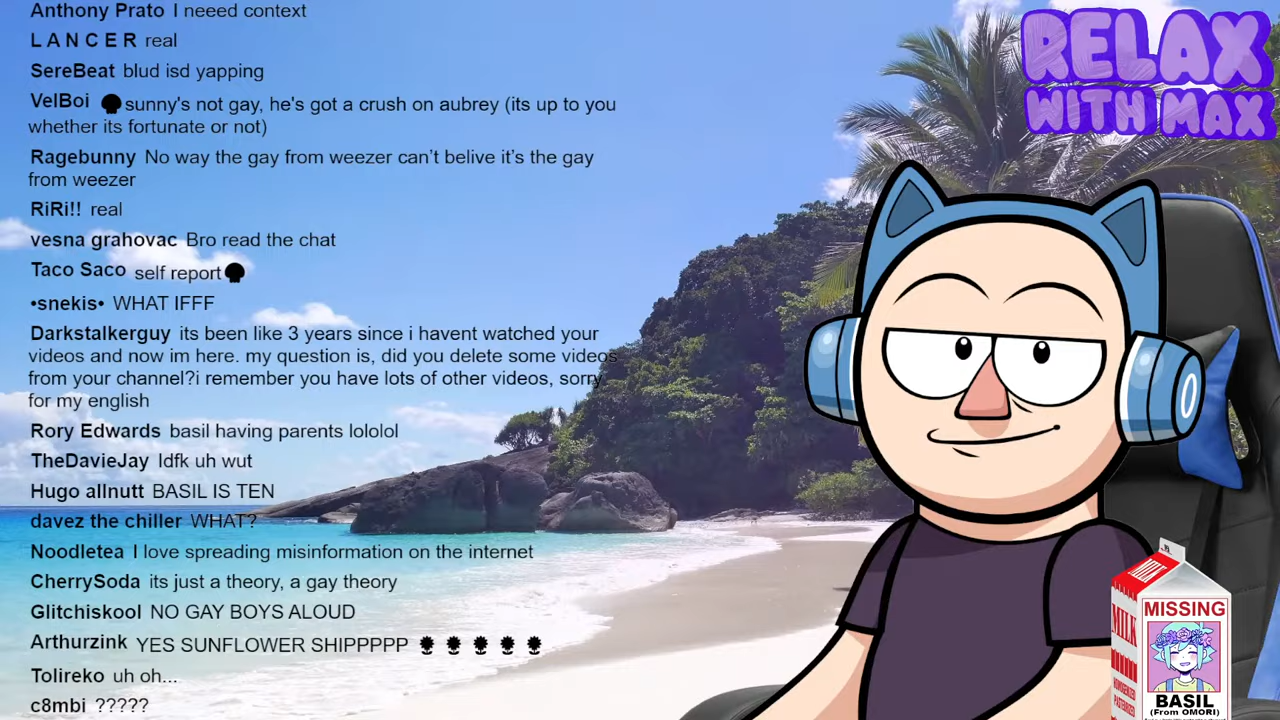 Anthony Prato I neeed context
L A N C E R real
SereBeat blud isd yapping
VelBoi sunny's not gay, he's got a crush on aubrey (its up to you
whether its fortunate or not)
Ragebunny No way the gay from weezer can't belive it's the gay
from weezer
RiRi!! real
vesna grahovac Bro read the chat
Taco Saco self report
•snekis• WHAT IFFF
Darkstalkerguy its been like 3 years since i havent watched your
videos and now im here. my question is, did you delete some videos
from your channel?i remember you have lots of other videos, sorry
for my english
Rory Edwards basil having parents lololol
TheDavieJay Idfk uh wut
Hugo allnutt BASIL IS TEN
davez the chiller WHAT?
Noodletea I love spreading misinformation on the internet
CherrySoda its just a theory, a gay theory
Glitchiskool NO GAY BOYS ALOUD
Arthurzink YES SUNFLOWER SHIPPPPP
Tolireko uh oh...
c8mbi ?????
RELAX
WITH MAX
MILK
MISSING
BASIL
(From OMORI)